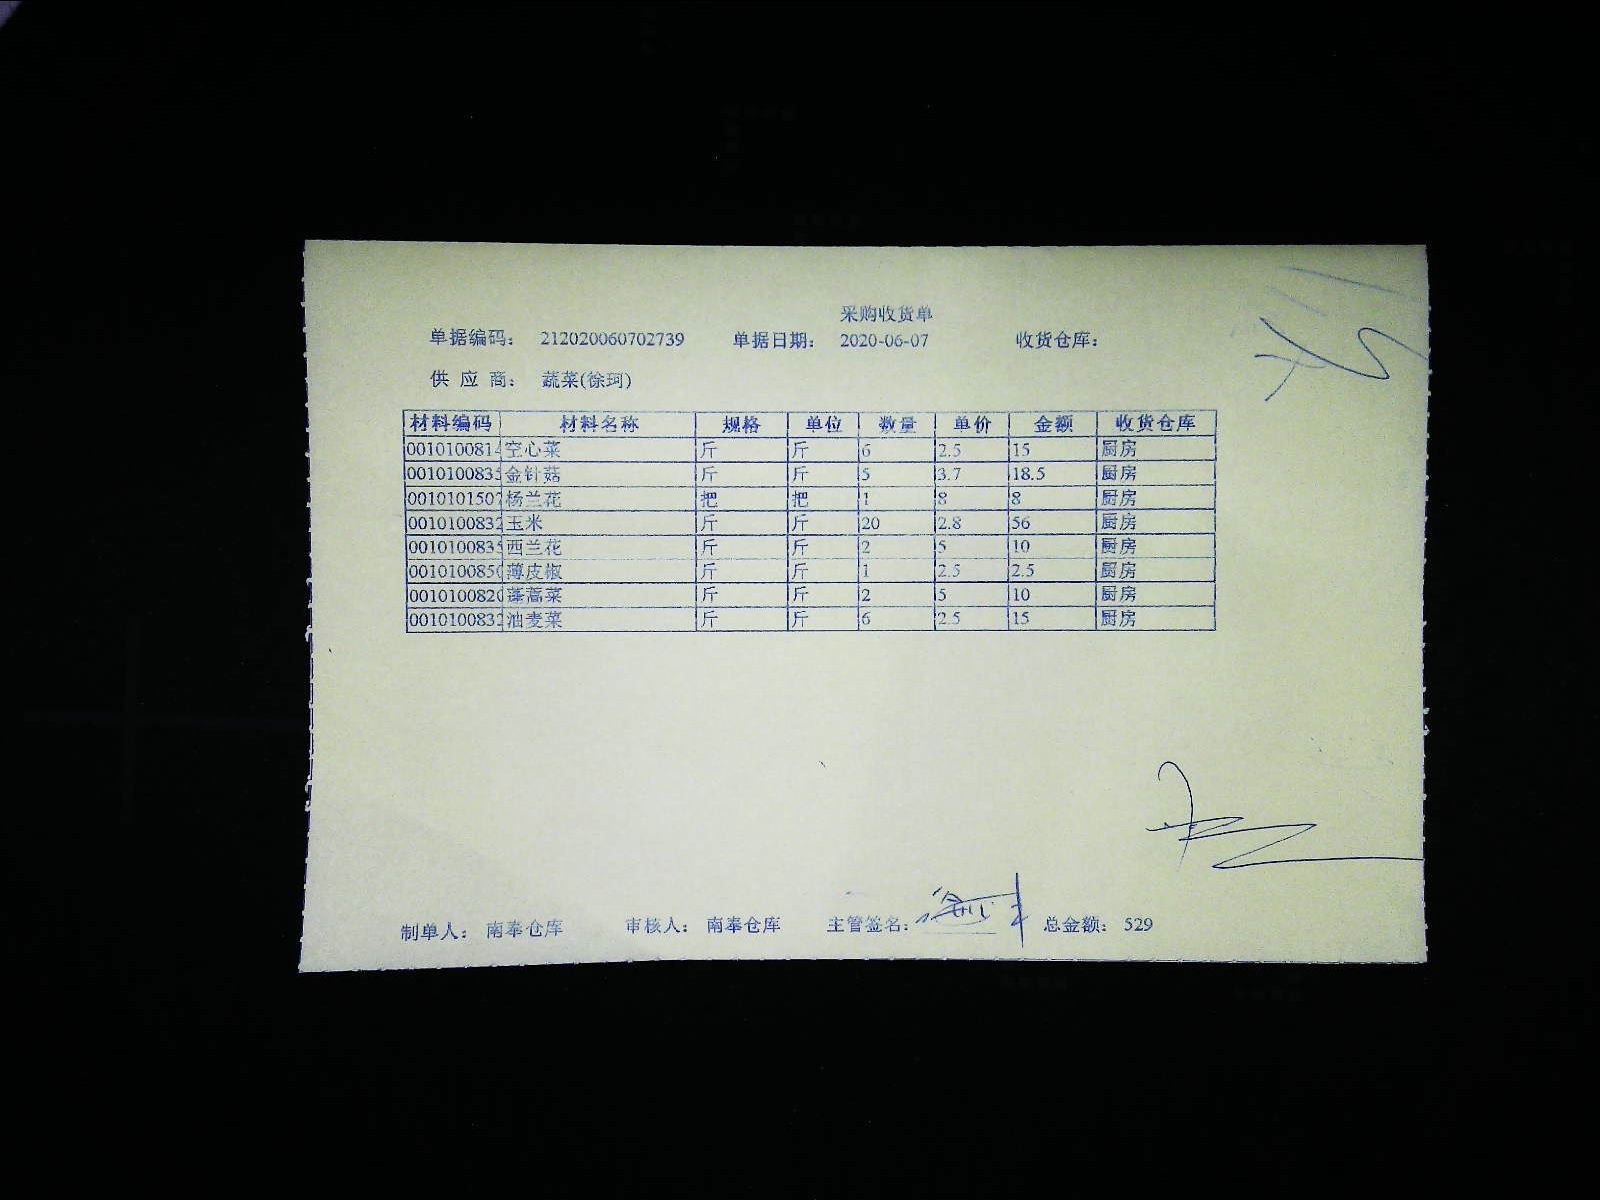 采购收货单
单据编码： 212020060702739 单据日期： 2020-06-07 收货仓库：
供 应 商： 蔬菜(徐珂)
材料编码 材料名称 规格 单位 数量 单价 金额 收货仓库
001010081 空心菜 斤 斤 6 2.5 15 厨房
001010083 金针菇 斤 斤 5 3.7 18.5 厨房
001010150 杨兰花 把 把 1 8 8 厨房
0010100832 玉米 斤 斤 20 2.8 56 厨房
001010083 西兰花 斤 斤 2 5 10 厨房
001010085 薄皮椒 斤 斤 1 2.5 2.5 厨房
001010082 蓬蒿菜 斤 斤 2 5 10 厨房
001010083 油麦菜 斤 斤 6 2.5 15 厨房
制单人： 南奉仓库 审核人： 南奉仓库 主管签名： 总金额： 529